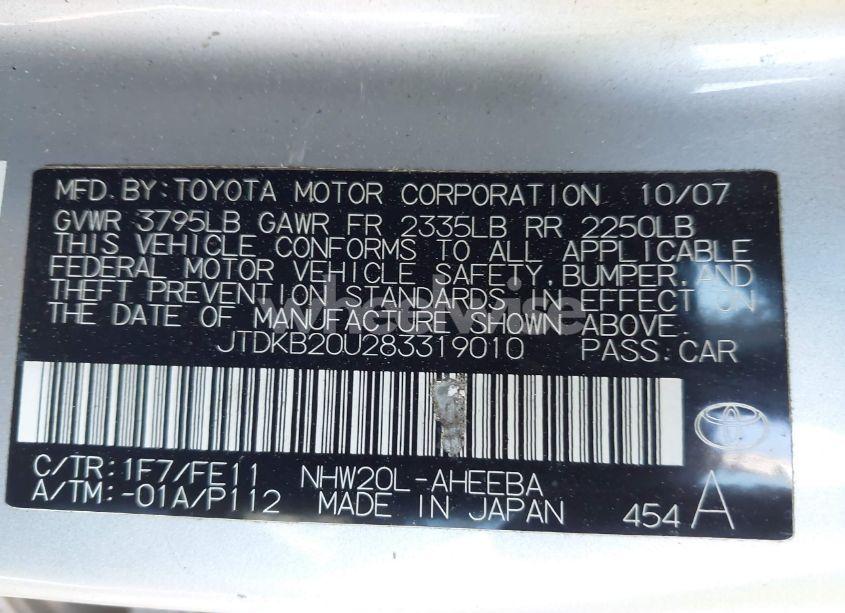 MFD. BY: TOYOTA MOTOR CORPORATION 10/07
GVWR 3795LB GAWR FR 2335LB RR 2250LB
THIS VEHICLE CONFORMS TO ALL APPLICABLE
FEDERAL MOTOR VEHICLE SAFETY, BUMPER, AND
THEFT PREVENTION STANDARDS IN EFFECT ON
THE DATE OF MANUFACTURE SHOWN ABOVE.
JTDKB20U283319010 PASS. CAR
C/TR: 1F7/FE11 NHW20L-AHEEBA
A/TM: -01A/P112 MADE IN JAPAN 454 A